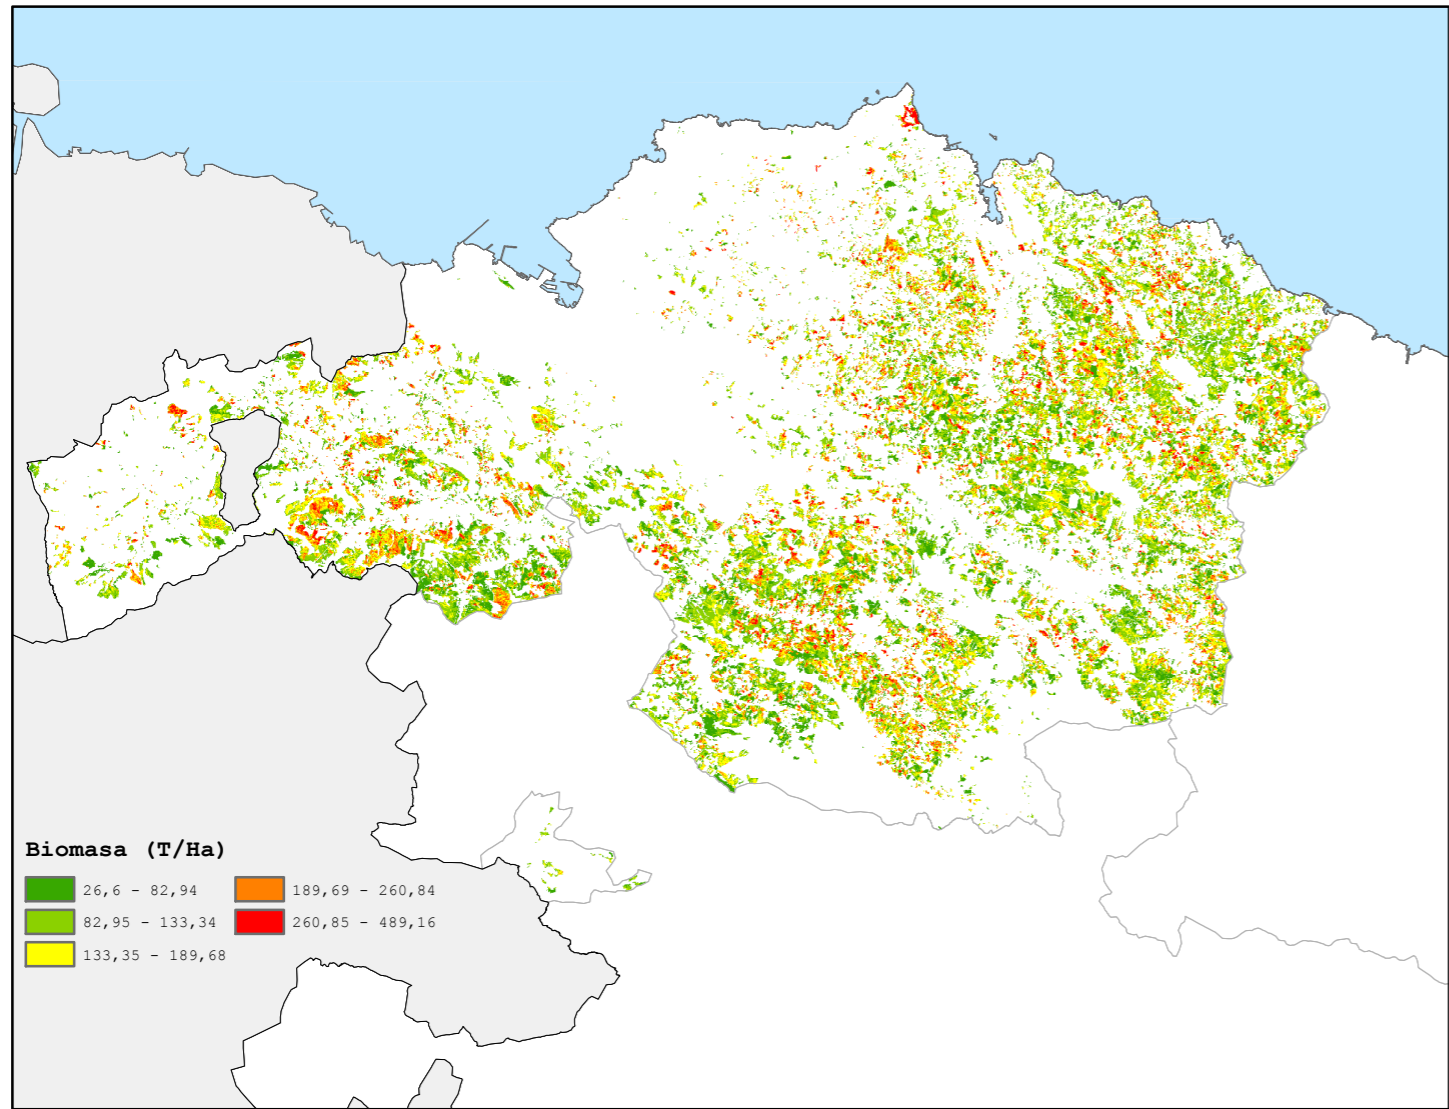 Biomasa (T/Ha)
26,6 - 82,94
82,95 - 133,34
133,35 - 189,68
189,69 - 260,84
260,85 - 489,16